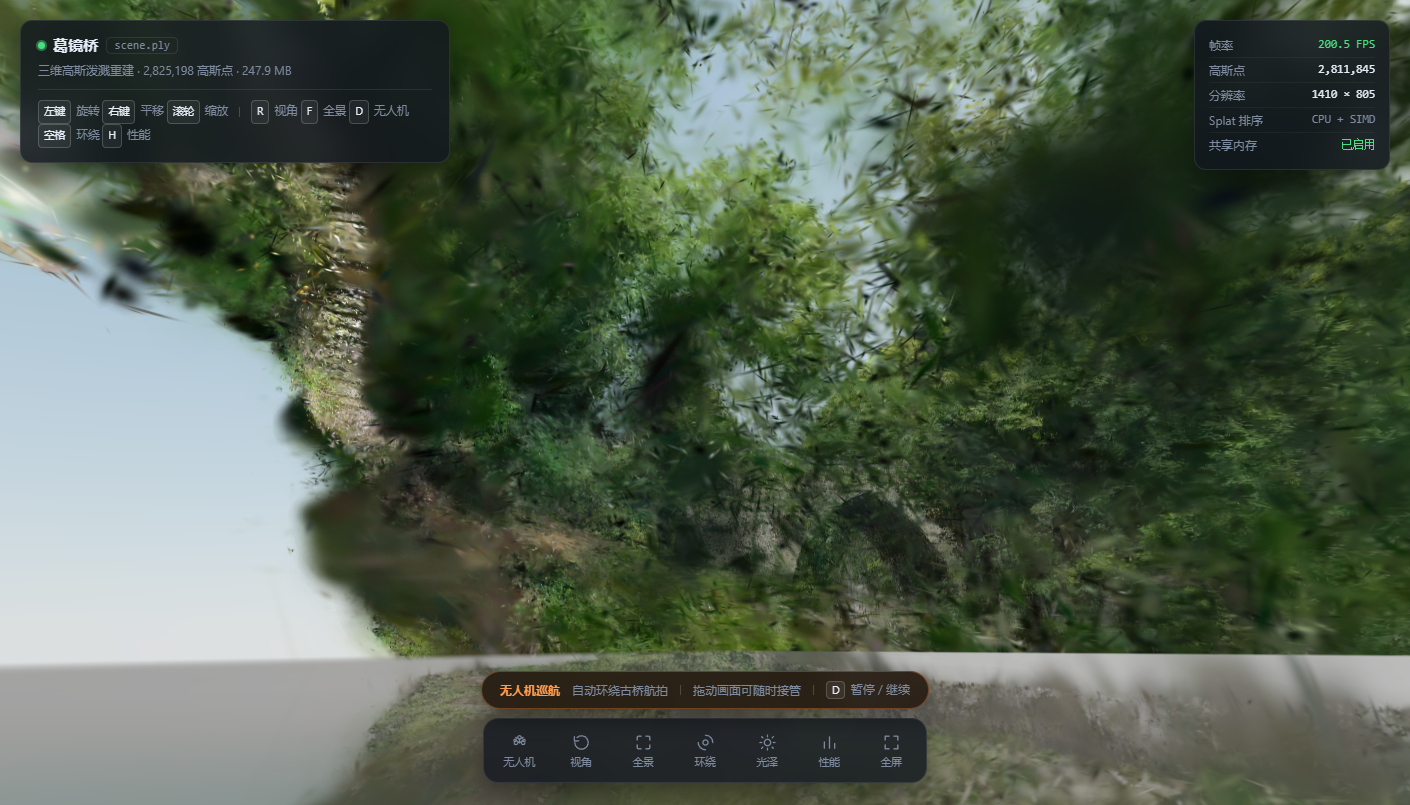 葛镜桥 scene.ply
三维高斯泼溅重建 · 2,825,198 高斯点 · 247.9 MB
左键 旋转 右键 平移 滚轮 缩放 R 视角 F 全景 D 无人机
空格 环绕 H 性能
帧率 200.5 FPS
高斯点 2,811,845
分辨率 1410 × 805
Splat 排序 CPU + SIMD
共享内存 已启用
无人机巡航 自动环绕古桥航拍 拖动画面可随时接管 D 暂停 / 继续
无人机 视角 全景 环绕 光泽 性能 全屏